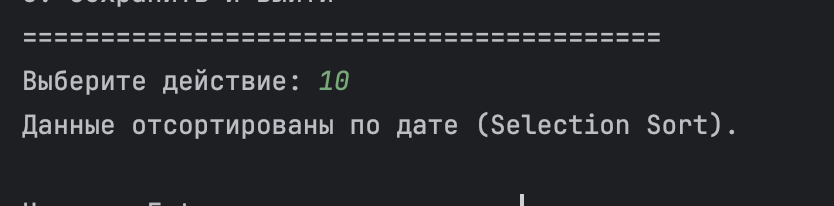 =========================================
Выберите действие: 10
Данные отсортированы по дате (Selection Sort).